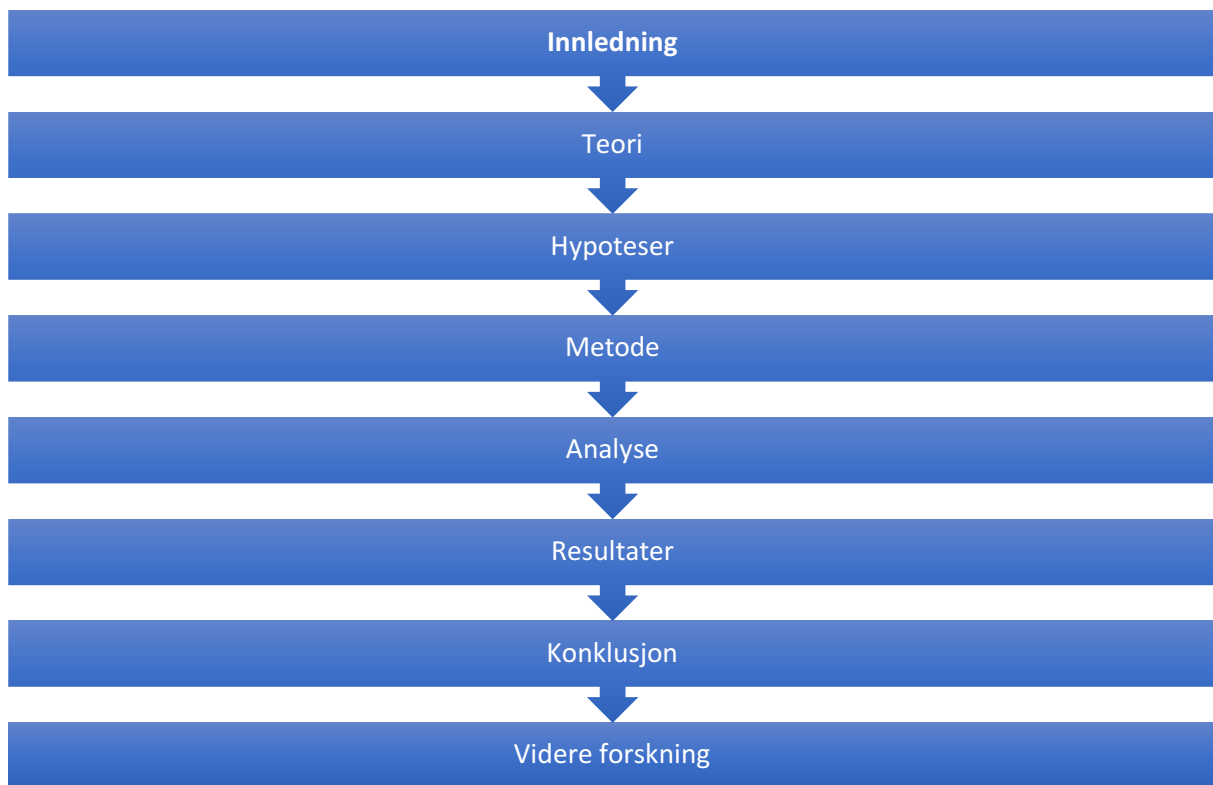 Innledning
Teori
Hypoteser
Metode
Analyse
Resultater
Konklusjon
Videre forskning